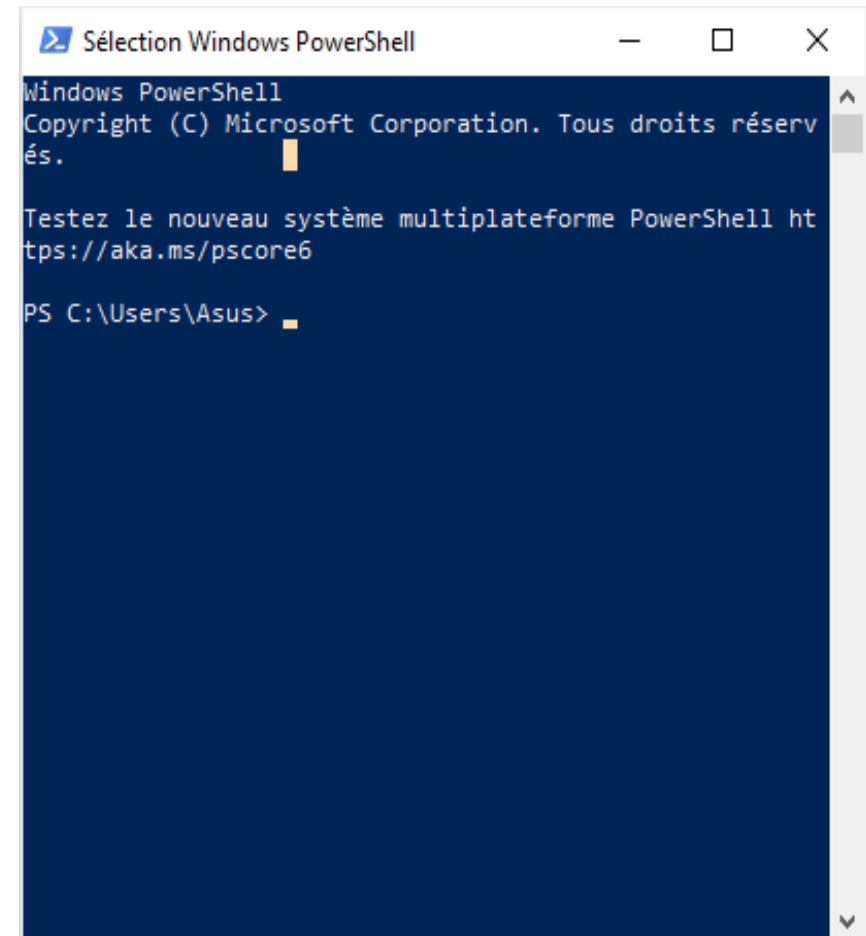 Sélection Windows PowerShell
Windows PowerShell
Copyright (C) Microsoft Corporation. Tous droits réserv
és.
Testez le nouveau système multiplateforme PowerShell ht
tps://aka.ms/pscore6
PS C:\Users\Asus>